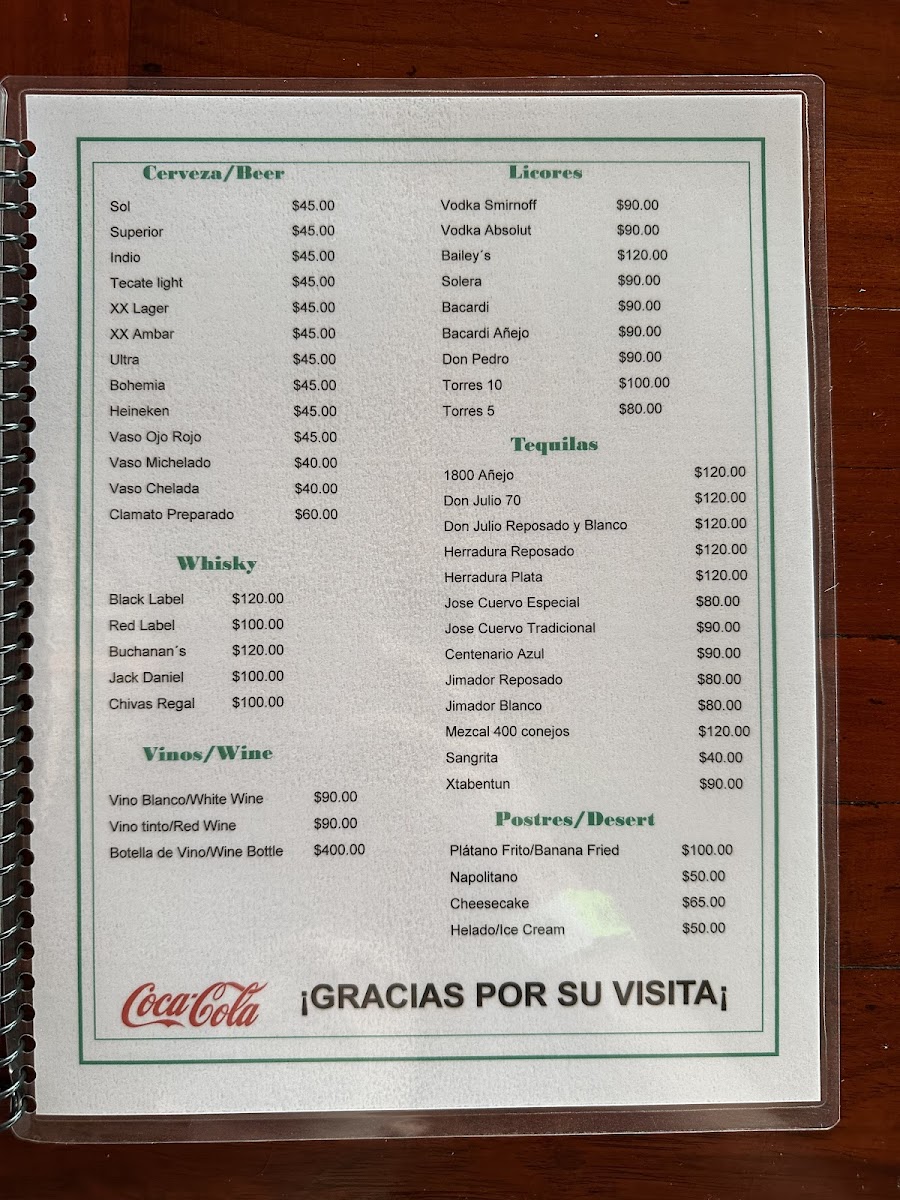 Cerveza/Beer
Sol $45.00
Superior $45.00
Indio $45.00
Tecate light $45.00
XX Lager $45.00
XX Ambar $45.00
Ultra $45.00
Bohemia $45.00
Heineken $45.00
Vaso Ojo Rojo $45.00
Vaso Michelado $40.00
Vaso Chelada $40.00
Clamato Preparado $60.00
Whisky
Black Label $120.00
Red Label $100.00
Buchanan´s $120.00
Jack Daniel $100.00
Chivas Regal $100.00
Vinos/Wine
Vino Blanco/White Wine $90.00
Vino tinto/Red Wine $90.00
Botella de Vino/Wine Bottle $400.00
Licores
Vodka Smirnoff $90.00
Vodka Absolut $90.00
Bailey´s $120.00
Solera $90.00
Bacardi $90.00
Bacardi Añejo $90.00
Don Pedro $90.00
Torres 10 $100.00
Torres 5 $80.00
Tequilas
1800 Añejo $120.00
Don Julio 70 $120.00
Don Julio Reposado y Blanco $120.00
Herradura Reposado $120.00
Herradura Plata $120.00
Jose Cuervo Especial $80.00
Jose Cuervo Tradicional $90.00
Centenario Azul $90.00
Jimador Reposado $80.00
Jimador Blanco $80.00
Mezcal 400 conejos $120.00
Sangrita $40.00
Xtabentun $90.00
Postres/Desert
Plátano Frito/Banana Fried $100.00
Napolitano $50.00
Cheesecake $65.00
Helado/Ice Cream $50.00
Coca-Cola
¡GRACIAS POR SU VISITA¡